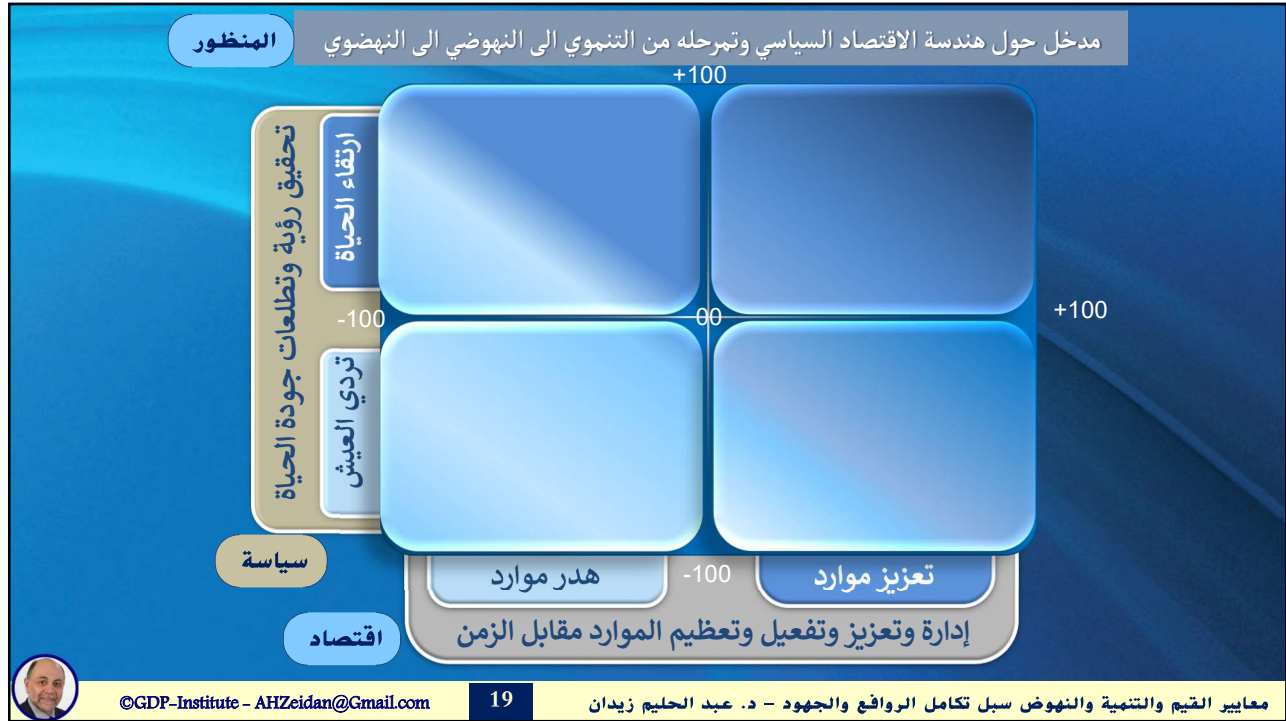 مدخل حول هندسة الاقتصاد السياسي وتمرحله من التنموي الى النهوضي الى النهضوي
المنظور
+100
تحقيق رؤية وتطلعات جودة الحياة
ارتقاء الحياة
-100
00
+100
تردي العيش
سياسة
تعزيز موارد
-100
هدر موارد
إدارة وتعزيز وتفعيل وتعظيم الموارد مقابل الزمن
اقتصاد
معايير القيم والتنمية والنهوض سبل تكامل الروافع والجهود – د. عبد الحليم زيدان
19
©GDP-Institute – AHZeidan@Gmail.com